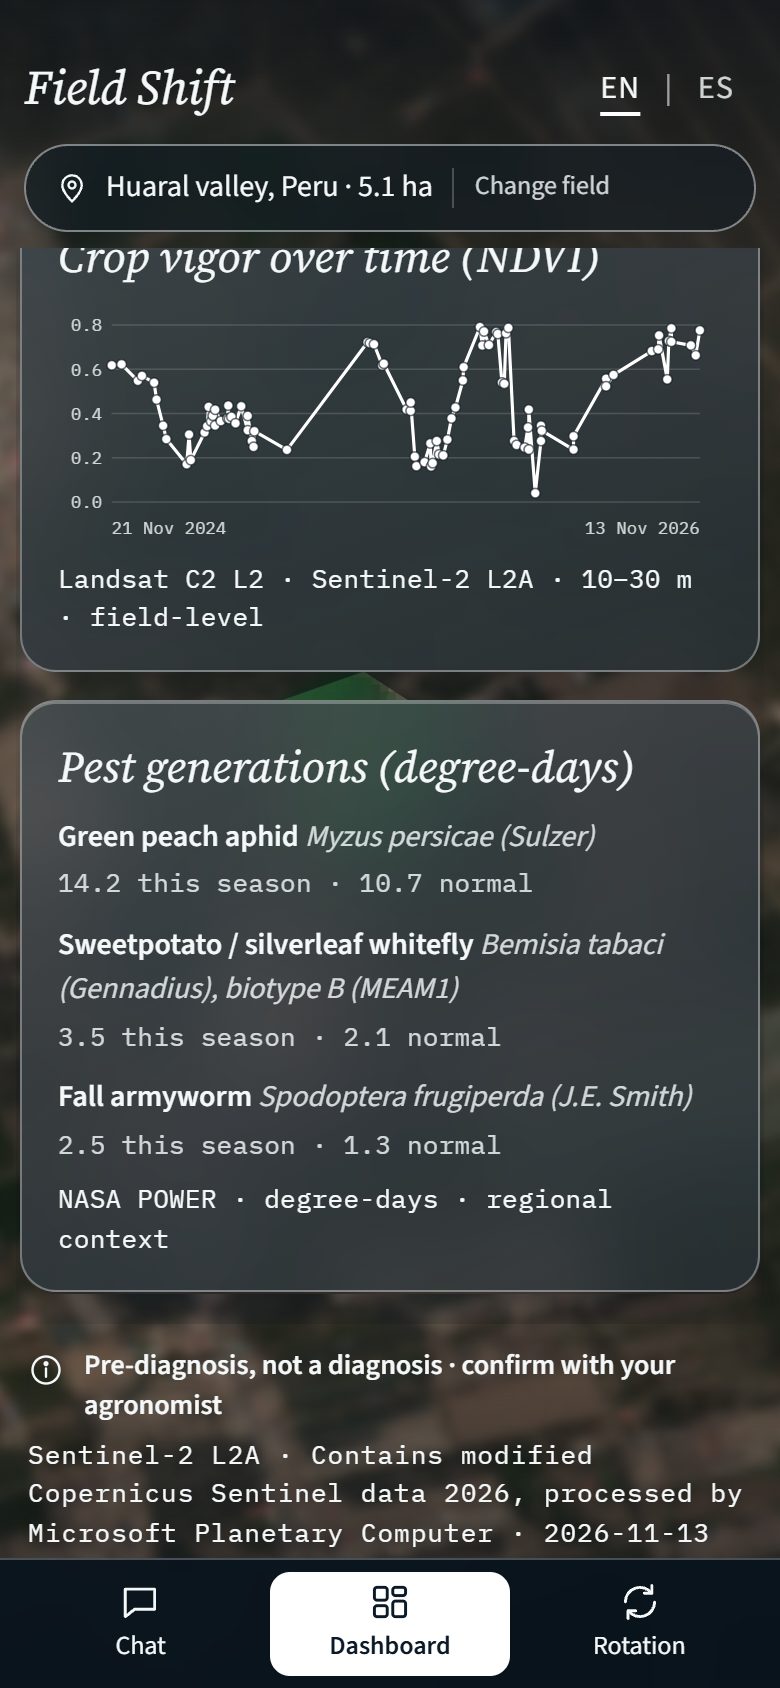 Field Shift
EN | ES
Huaral valley, Peru · 5.1 ha | Change field
Crop vigor over time (NDVI)
0.8
0.6
0.4
0.2
0.0
21 Nov 2024 13 Nov 2026
Landsat C2 L2 · Sentinel-2 L2A · 10–30 m
· field-level
Pest generations (degree-days)
Green peach aphid Myzus persicae (Sulzer)
14.2 this season · 10.7 normal
Sweetpotato / silverleaf whitefly Bemisia tabaci
(Gennadius), biotype B (MEAM1)
3.5 this season · 2.1 normal
Fall armyworm Spodoptera frugiperda (J.E. Smith)
2.5 this season · 1.3 normal
NASA POWER · degree-days · regional
context
Pre-diagnosis, not a diagnosis · confirm with your
agronomist
Sentinel-2 L2A · Contains modified
Copernicus Sentinel data 2026, processed by
Microsoft Planetary Computer · 2026-11-13
Chat Dashboard Rotation